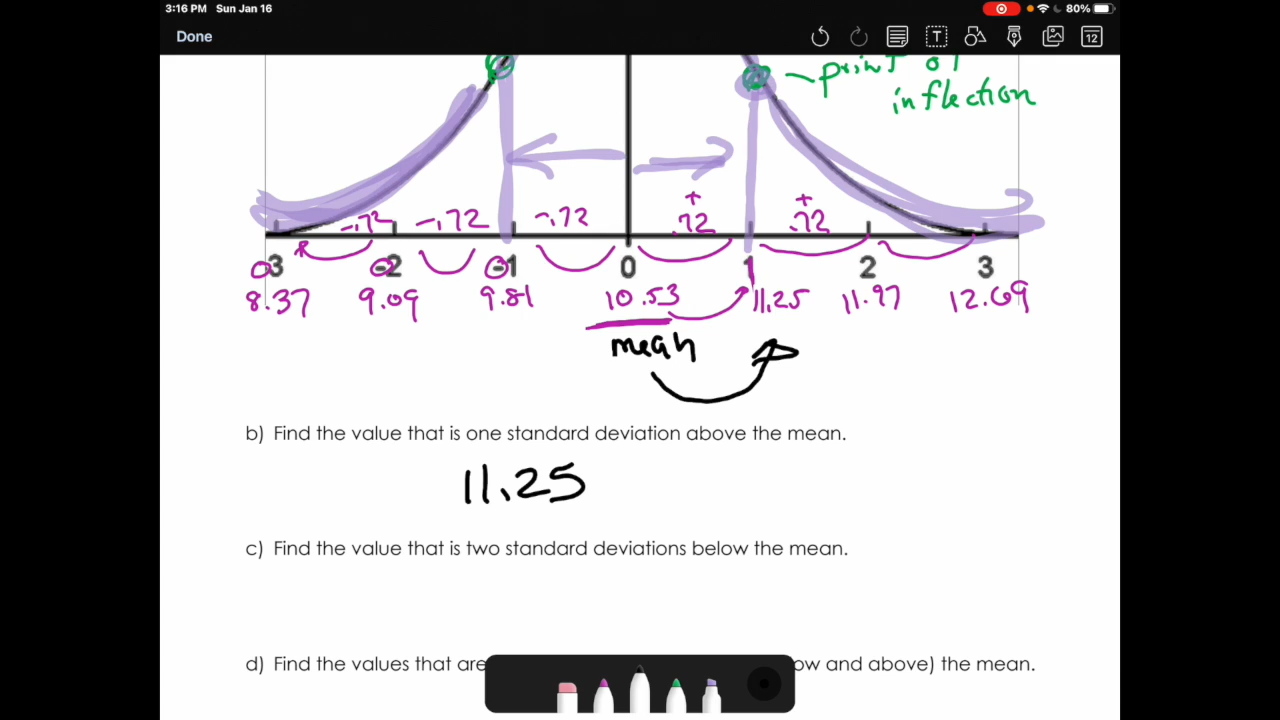 3:16 PM Sun Jan 16
80%
Done
T
12
point of
inflection
-.72 -.72 -.72 +.72 +.72
-3 -2 -1 0 1 2 3
8.37 9.09 9.81 10.53 11.25 11.97 12.69
mean
b) Find the value that is one standard deviation above the mean.
11.25
c) Find the value that is two standard deviations below the mean.
d) Find the values that are
ow and above) the mean.